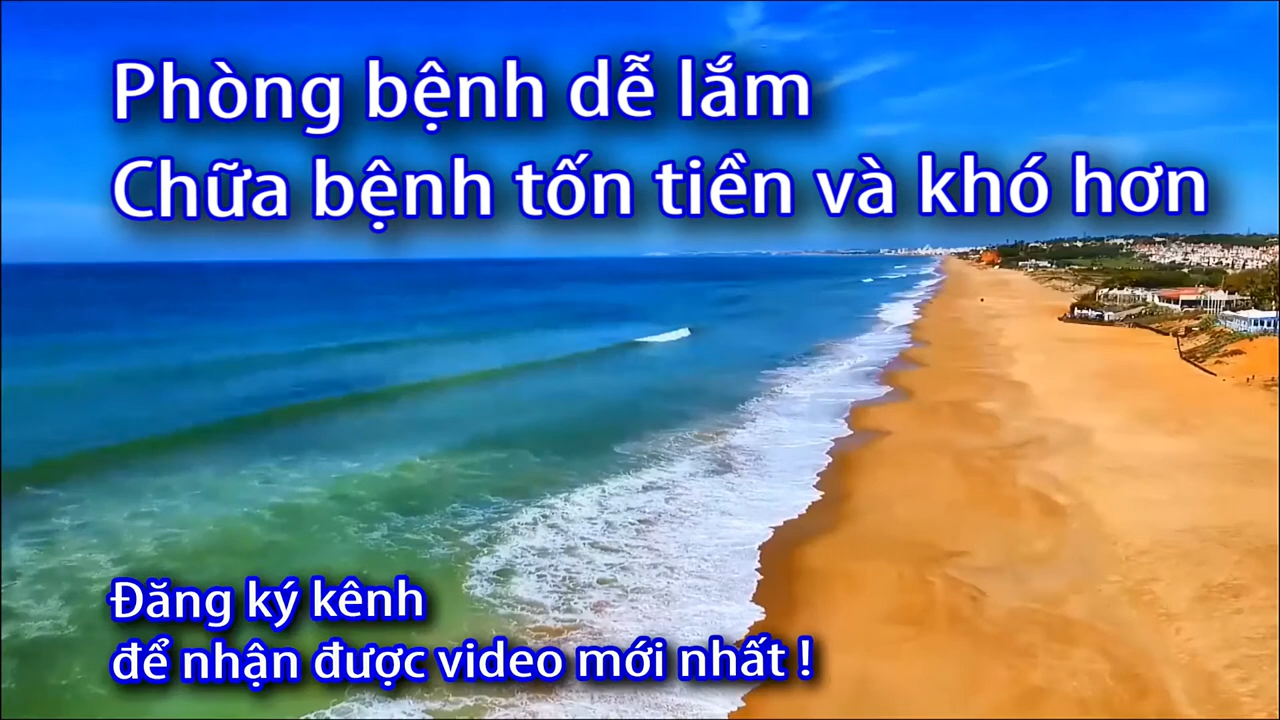 Phòng bệnh dễ lắm
Chữa bệnh tốn tiền và khó hơn
Đăng ký kênh
để nhận được video mới nhất !